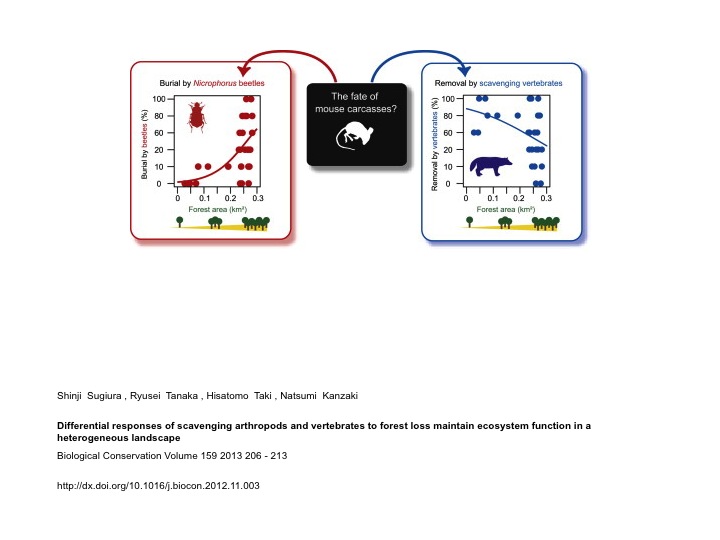 Burial by Nicrophorus beetles
Burial by beetles (%)
100
80
60
20
10
0
0 0.1 0.2 0.3
Forest area (km²)
The fate of
mouse carcasses?
Removal by scavenging vertebrates
Removal by vertebrates (%)
100
80
60
20
10
0
0 0.1 0.2 0.3
Forest area (km²)
Shinji Sugiura , Ryusei Tanaka , Hisatomo Taki , Natsumi Kanzaki
Differential responses of scavenging arthropods and vertebrates to forest loss maintain ecosystem function in a
heterogeneous landscape
Biological Conservation Volume 159 2013 206 - 213
http://dx.doi.org/10.1016/j.biocon.2012.11.003